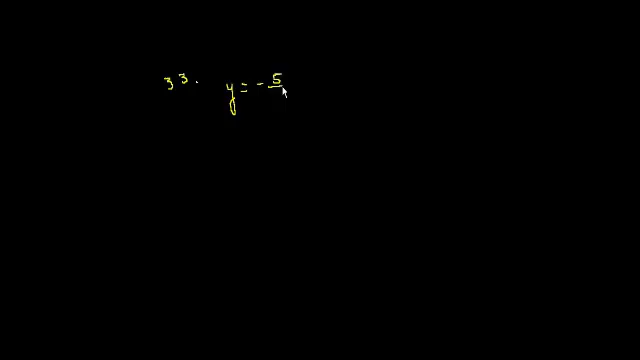 33. y = - 5